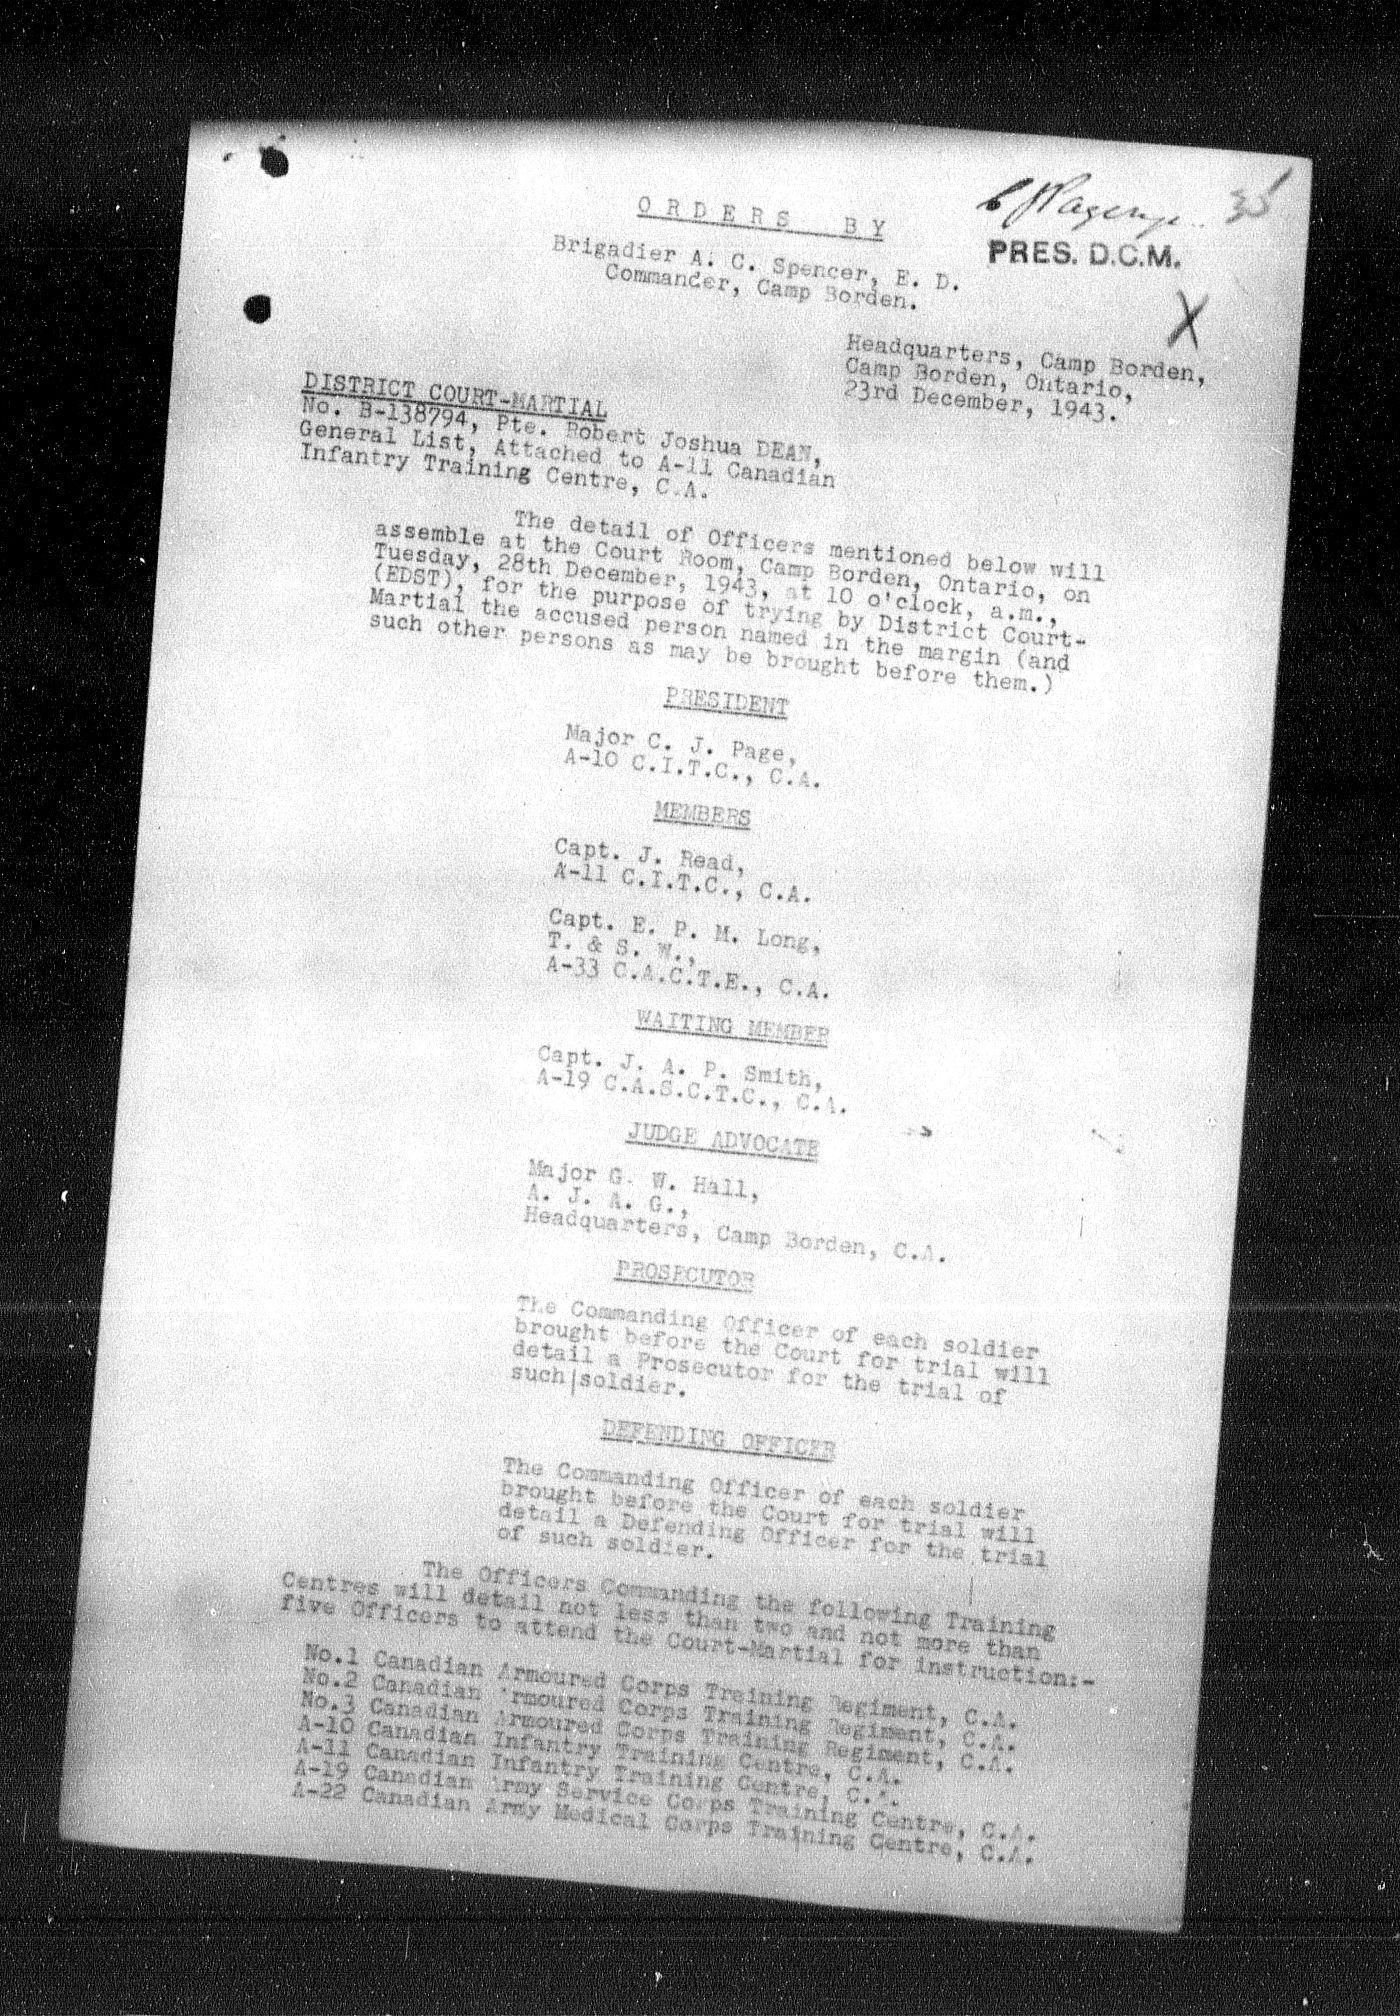 ORDERS BY
Brigadier A. C. Spencer, E. D.
Commander, Camp Borden.
35
PRES. D.C.M.
X
Headquarters, Camp Borden,
Camp Borden, Ontario,
23rd December, 1943.
DISTRICT COURT-MARTIAL
No. B-138794, Pte. Robert Joshua DEAN,
General List, Attached to A-11 Canadian
Infantry Training Centre, C.A.
The detail of Officers mentioned below will
assemble at the Court Room, Camp Borden, Ontario, on
Tuesday, 28th December, 1943, at 10 o'clock, a.m.,
(EDST), for the purpose of trying by District Court-
Martial the accused person named in the margin (and
such other persons as may be brought before them.)
PRESIDENT
Major C. J. Page,
A-10 C.I.T.C., C.A.
MEMBERS
Capt. J. Read,
A-11 C.I.T.C., C.A.
Capt. E. P. M. Long,
T. & S. W.,
A-33 C.A.C.T.E., C.A.
WAITING MEMBER
Capt. J. A. P. Smith,
A-19 C.A.S.C.T.C., C.A.
JUDGE ADVOCATE
Major G. W. Hall,
A. J. A. G.,
Headquarters, Camp Borden, C.A.
PROSECUTOR
The Commanding Officer of each soldier
brought before the Court for trial will
detail a Prosecutor for the trial of
such soldier.
DEFENDING OFFICER
The Commanding Officer of each soldier
brought before the Court for trial will
detail a Defending Officer for the trial
of such soldier.
The Officers Commanding the following Training
Centres will detail not less than two and not more than
five Officers to attend the Court-Martial for instruction:-
No.1 Canadian Armoured Corps Training Regiment, C.A.
No.2 Canadian Armoured Corps Training Regiment, C.A.
No.3 Canadian Armoured Corps Training Regiment, C.A.
A-10 Canadian Infantry Training Centre, C.A.
A-11 Canadian Infantry Training Centre, C.A.
A-19 Canadian Army Service Corps Training Centre, C.A.
A-22 Canadian Army Medical Corps Training Centre, C.A.